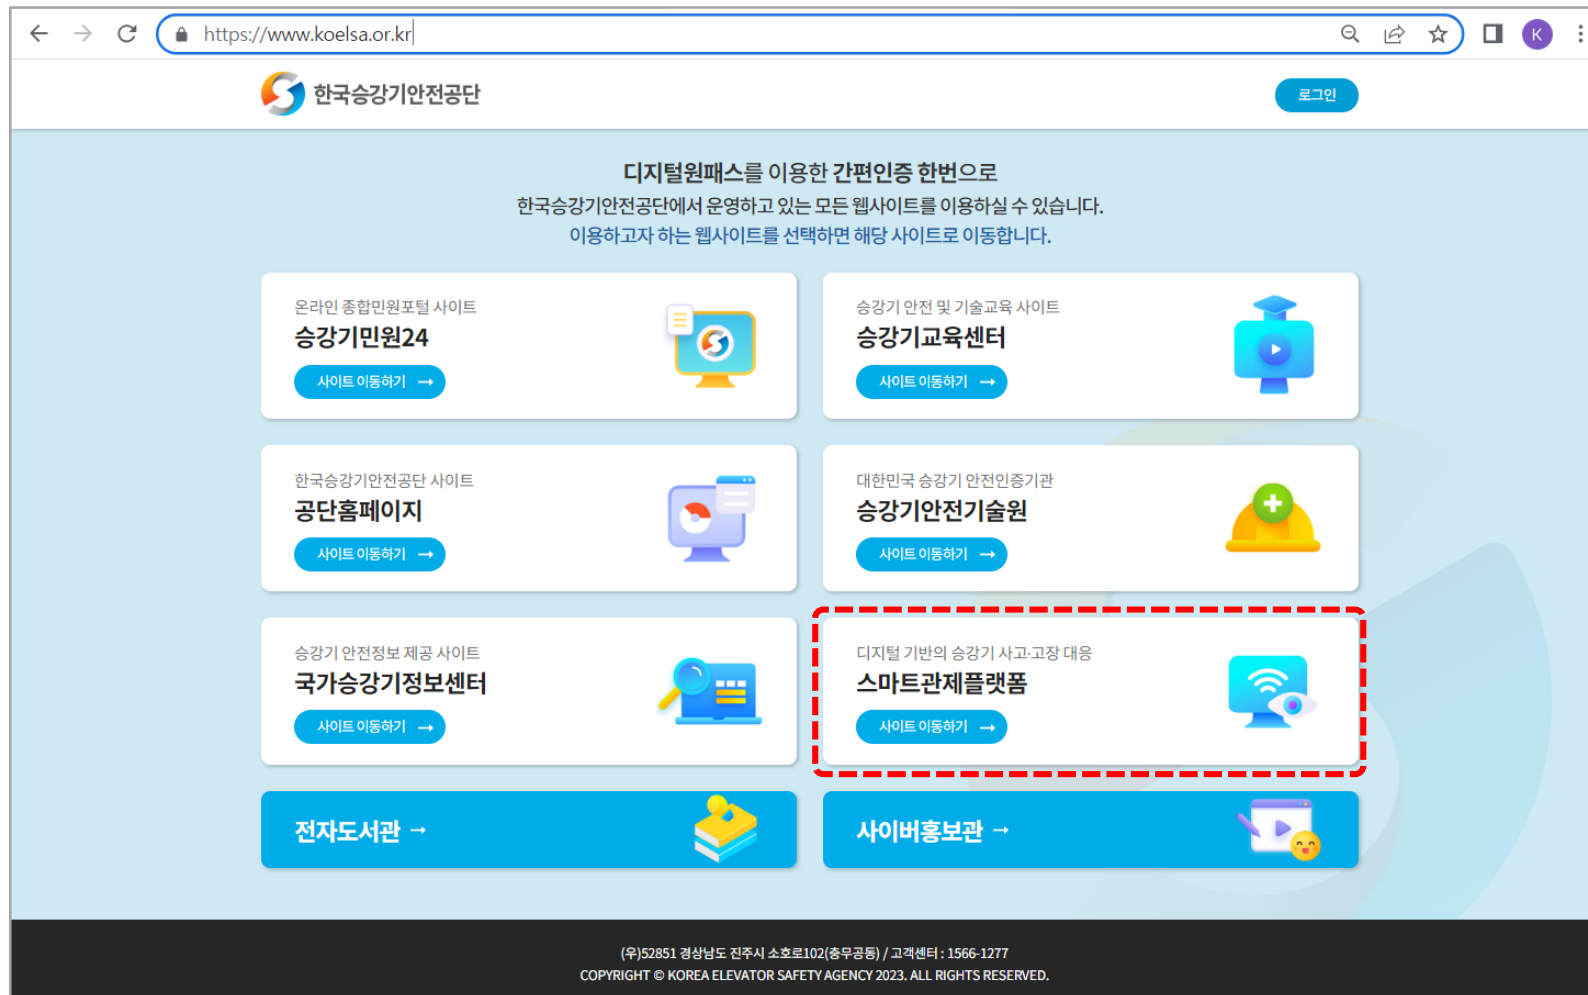 https://www.koelsa.or.kr
K
한국승강기안전공단
로그인
디지털원패스를 이용한 간편인증 한번으로
한국승강기안전공단에서 운영하고 있는 모든 웹사이트를 이용하실 수 있습니다.
이용하고자 하는 웹사이트를 선택하면 해당 사이트로 이동합니다.
온라인 종합민원포털 사이트
승강기민원24
사이트 이동하기 →
승강기 안전 및 기술교육 사이트
승강기교육센터
사이트 이동하기 →
한국승강기안전공단 사이트
공단홈페이지
사이트 이동하기 →
대한민국 승강기 안전인증기관
승강기안전기술원
사이트 이동하기 →
승강기 안전정보 제공 사이트
국가승강기정보센터
사이트 이동하기 →
디지털 기반의 승강기 사고·고장 대응
스마트관제플랫폼
사이트 이동하기 →
전자도서관 →
사이버홍보관 →
(우)52851 경상남도 진주시 소호로102(충무공동) / 고객센터 : 1566-1277
COPYRIGHT © KOREA ELEVATOR SAFETY AGENCY 2023. ALL RIGHTS RESERVED.